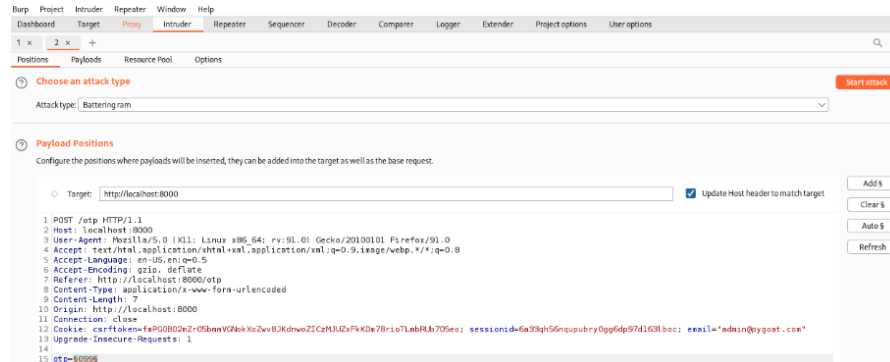 Burp Project Intruder Repeater Window Help
Dashboard Target Proxy Intruder Repeater Sequencer Decoder Comparer Logger Extender Project options User options
1 × 2 × +
Positions Payloads Resource Pool Options
? Choose an attack type
Start attack
Attack type: Battering ram
? Payload Positions
Configure the positions where payloads will be inserted, they can be added into the target as well as the base request.
Target: http://localhost:8000
Update Host header to match target
Add §
Clear §
Auto §
Refresh
1 POST /otp HTTP/1.1
2 Host: localhost:8000
3 User-Agent: Mozilla/5.0 (X11; Linux x86_64; rv:91.0) Gecko/20100101 Firefox/91.0
4 Accept: text/html,application/xhtml+xml,application/xml;q=0.9,image/webp,*/*;q=0.8
5 Accept-Language: en-US,en;q=0.5
6 Accept-Encoding: gzip, deflate
7 Referer: http://localhost:8000/otp
8 Content-Type: application/x-www-form-urlencoded
9 Content-Length: 7
10 Origin: http://localhost:8000
11 Connection: close
12 Cookie: email="admin@pygoat.com"
13 Upgrade-Insecure-Requests: 1
14
15 otp=§099§